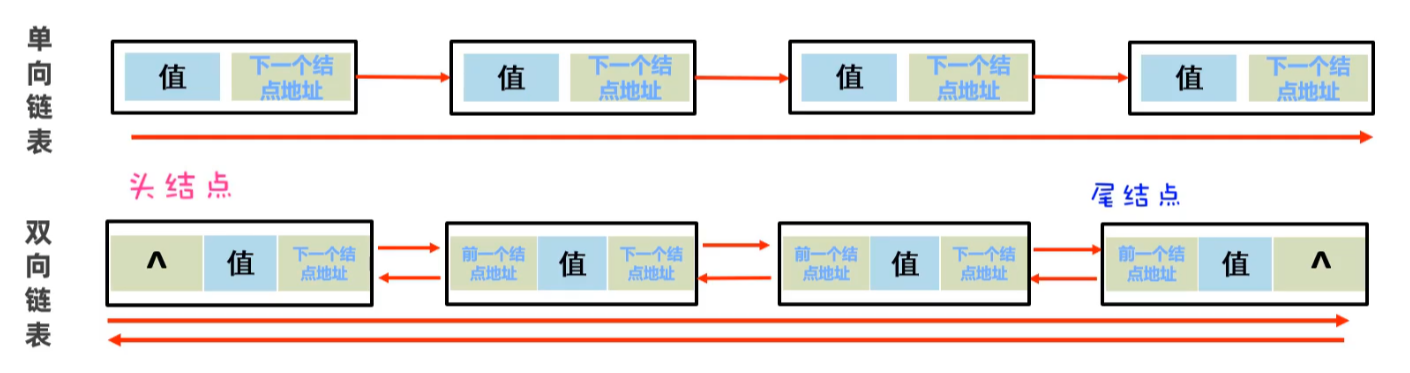 单向链表
值 下一个结点地址 值 下一个结点地址 值 下一个结点地址 值 下一个结点地址
头结点 尾结点
双向链表
^ 值 下一个结点地址 前一个结点地址 值 下一个结点地址 前一个结点地址 值 下一个结点地址 前一个结点地址 值 ^